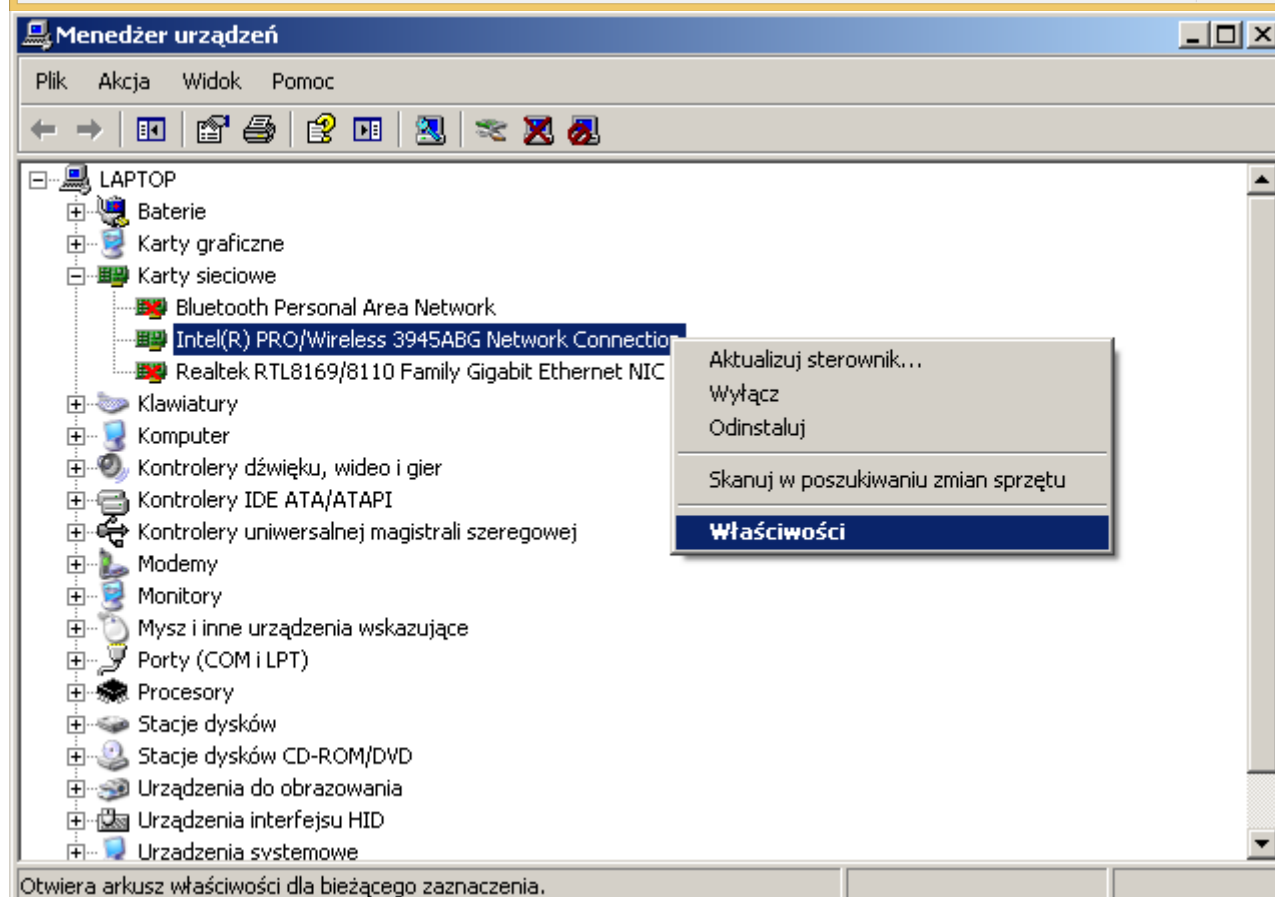 Menedżer urządzeń
Plik Akcja Widok Pomoc
LAPTOP
Baterie
Karty graficzne
Karty sieciowe
Bluetooth Personal Area Network
Intel(R) PRO/Wireless 3945ABG Network Connection
Realtek RTL8169/8110 Family Gigabit Ethernet NIC
Aktualizuj sterownik...
Wyłącz
Odinstaluj
Skanuj w poszukiwaniu zmian sprzętu
Właściwości
Klawiatury
Komputer
Kontrolery dźwięku, wideo i gier
Kontrolery IDE ATA/ATAPI
Kontrolery uniwersalnej magistrali szeregowej
Modemy
Monitory
Mysz i inne urządzenia wskazujące
Porty (COM i LPT)
Procesory
Stacje dysków
Stacje dysków CD-ROM/DVD
Urządzenia do obrazowania
Urządzenia interfejsu HID
Urządzenia systemowe
Otwiera arkusz właściwości dla bieżącego zaznaczenia.